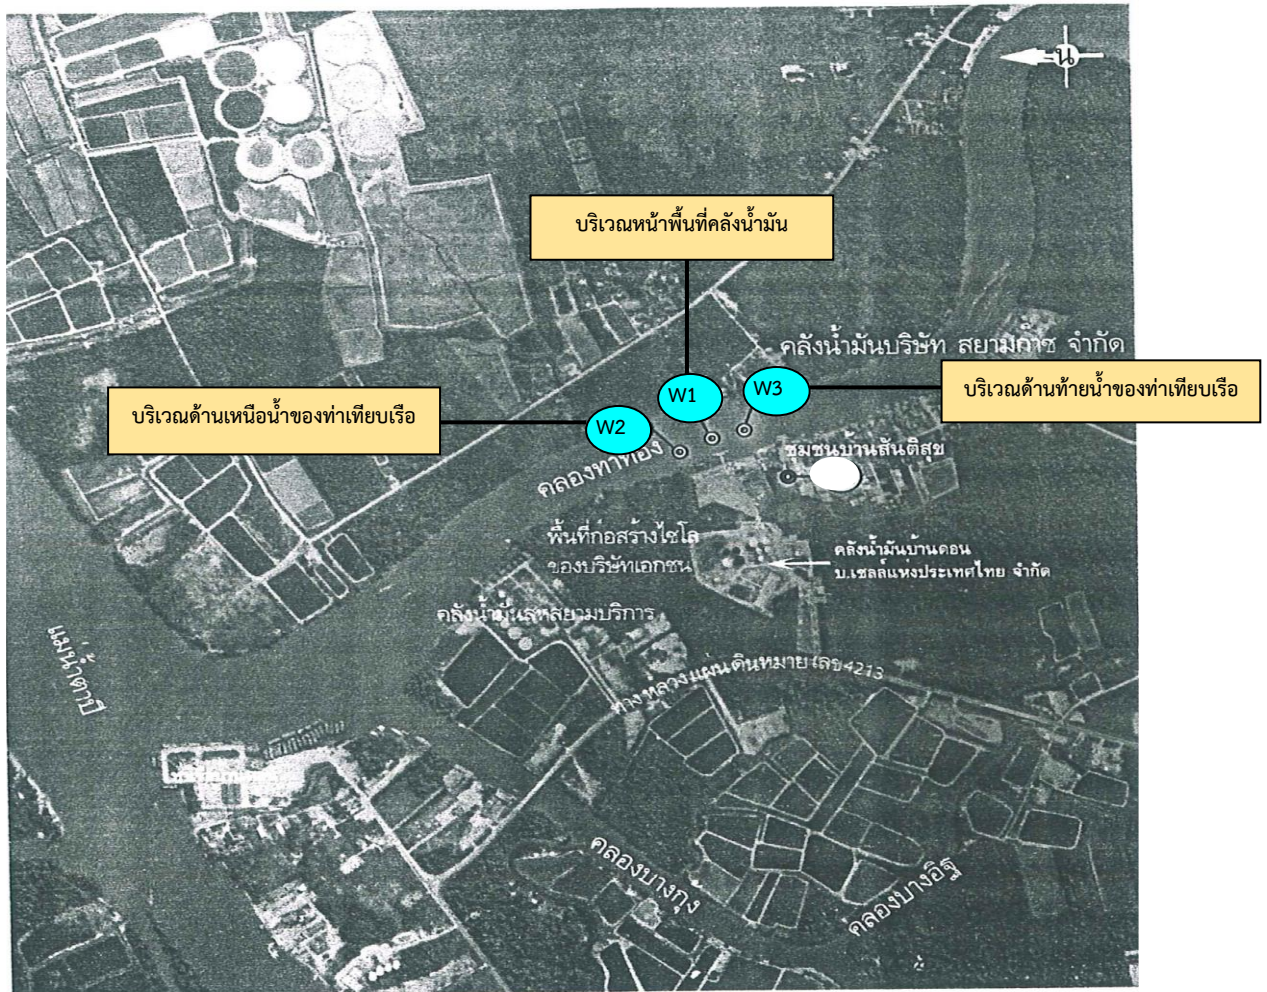 น
บริเวณหน้าพื้นที่คลังน้ำมัน
คลังน้ำมันบริษัท สยามก๊าซ จำกัด
W1
W3
บริเวณด้านท้ายน้ำของท่าเทียบเรือ
บริเวณด้านเหนือน้ำของท่าเทียบเรือ
W2
คลองท่าทอง
ชุมชนบ้านสันติสุข
พื้นที่ก่อสร้างไซโล
ของบริษัทเอกชน
คลังน้ำมันบ้านดอน
บ.เชลล์แห่งประเทศไทย จำกัด
คลังน้ำมันสหสยามบริการ
แม่น้ำตาปี
ทางหลวงแผ่นดินหมายเลข4213
คลองบางกุง
คลองบางอิฐ